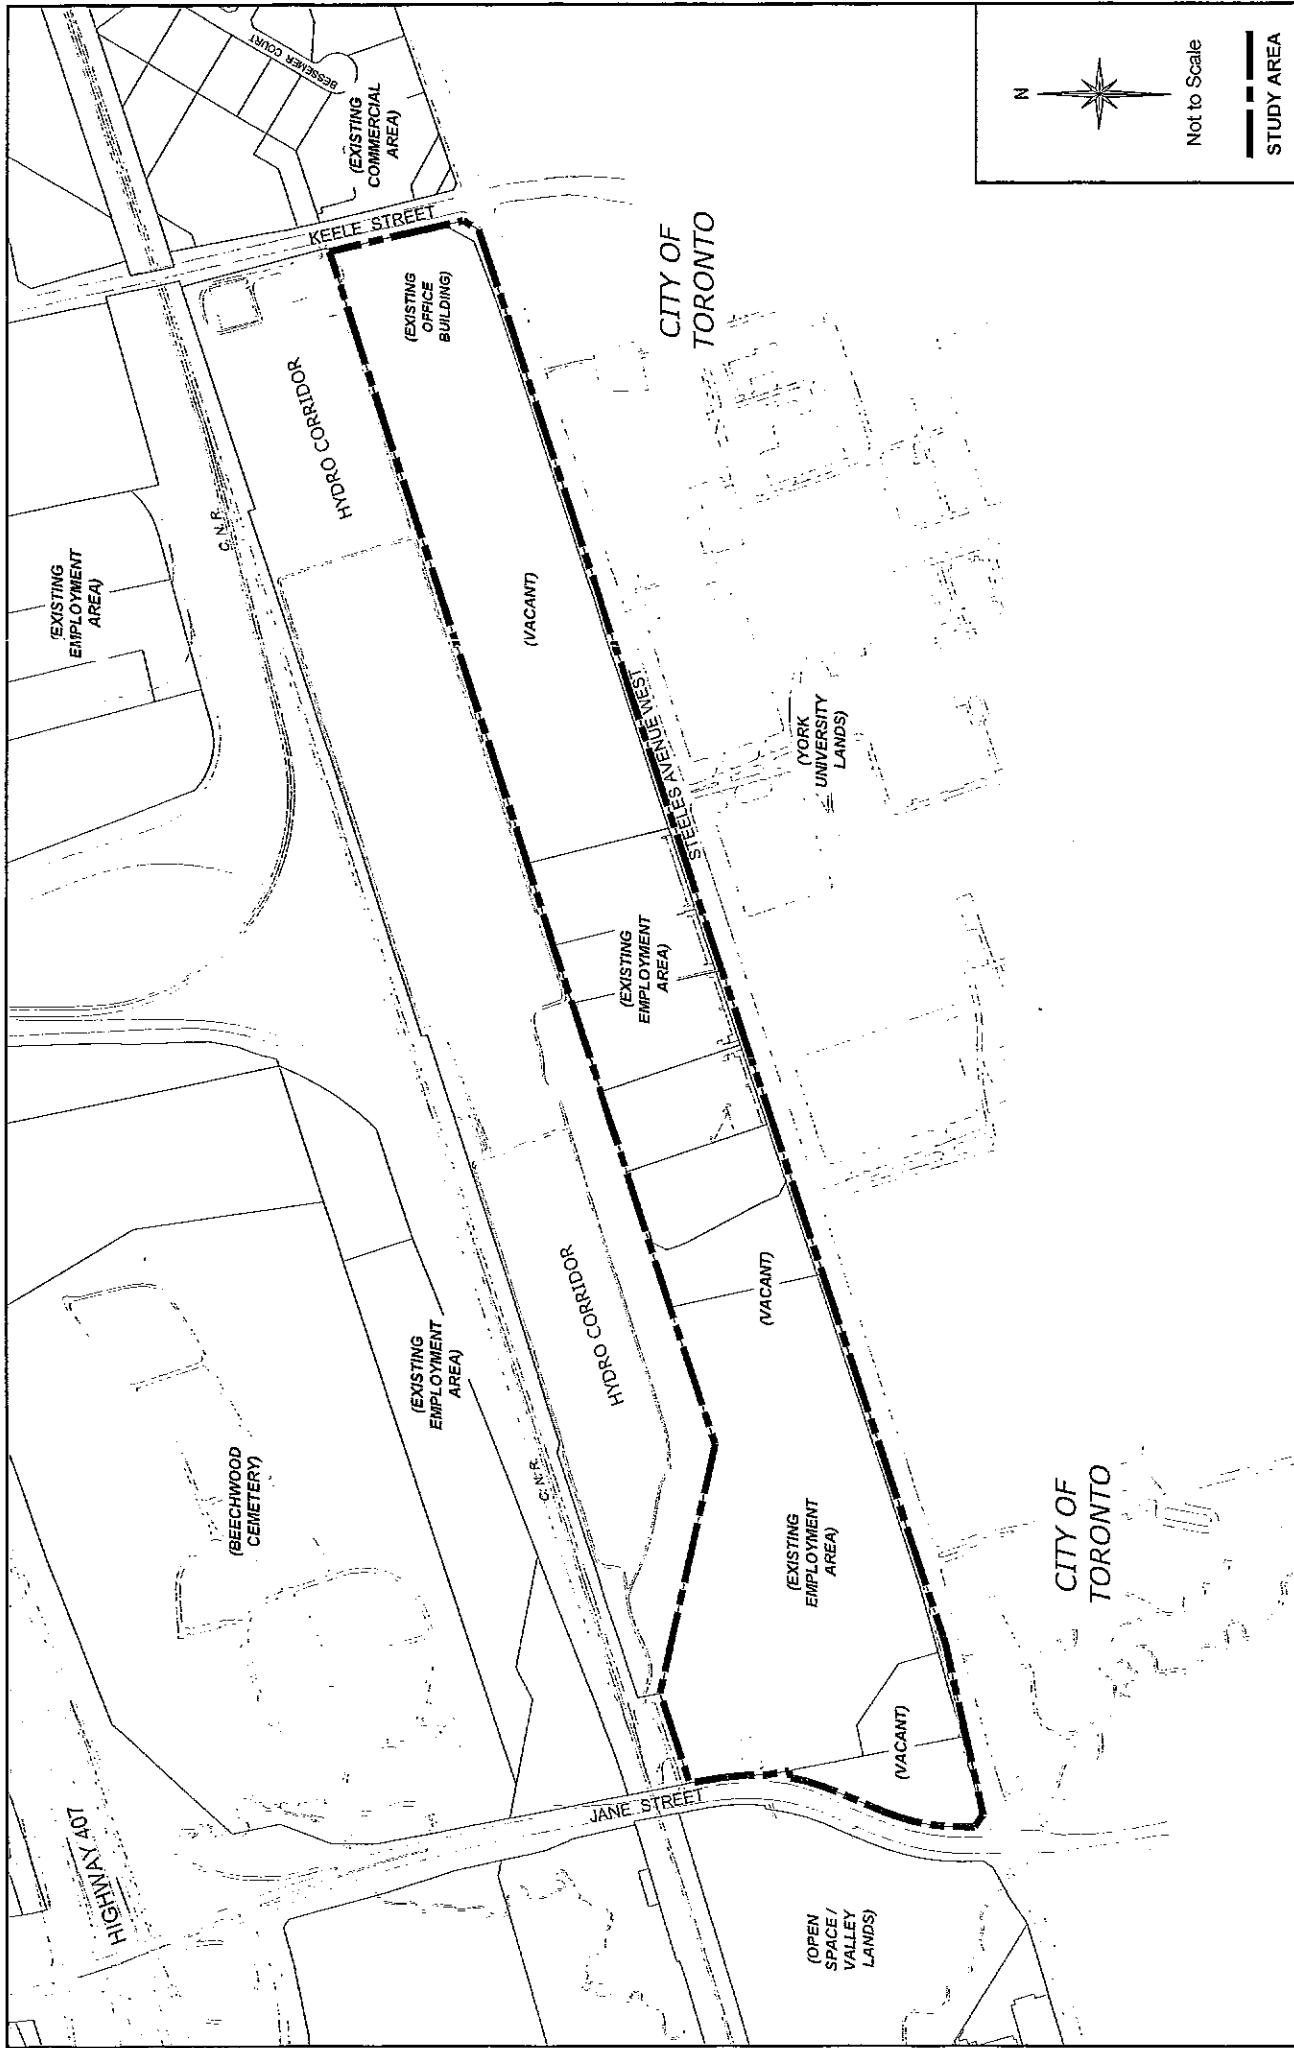 HIGHWAY 407
(BEECHWOOD
CEMETERY)
(EXISTING
EMPLOYMENT
AREA)
C. N. R.
HYDRO CORRIDOR
JANE STREET
(OPEN
SPACE /
VALLEY
LANDS)
(VACANT)
(EXISTING
EMPLOYMENT
AREA)
(VACANT)
CITY OF
TORONTO
(EXISTING
EMPLOYMENT
AREA)
STEELES AVENUE WEST
(YORK
UNIVERSITY
LANDS)
(VACANT)
(EXISTING
EMPLOYMENT
AREA)
C. N. R.
HYDRO CORRIDOR
(EXISTING
OFFICE
BUILDING)
KEELE STREET
(EXISTING
COMMERCIAL
AREA)
BESSEMER COURT
CITY OF
TORONTO
N
Not to Scale
STUDY AREA